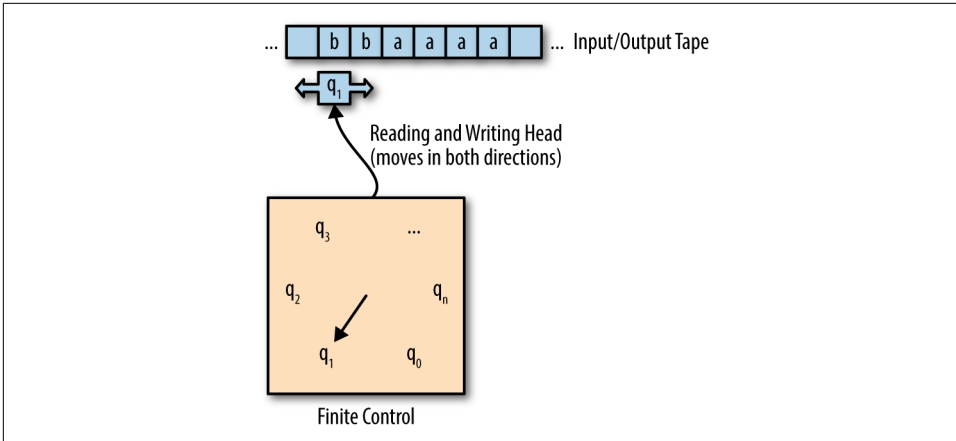 ... b b a a a a ... Input/Output Tape
q1
Reading and Writing Head
(moves in both directions)
q3 ...
q2 qn
q1 q0
Finite Control